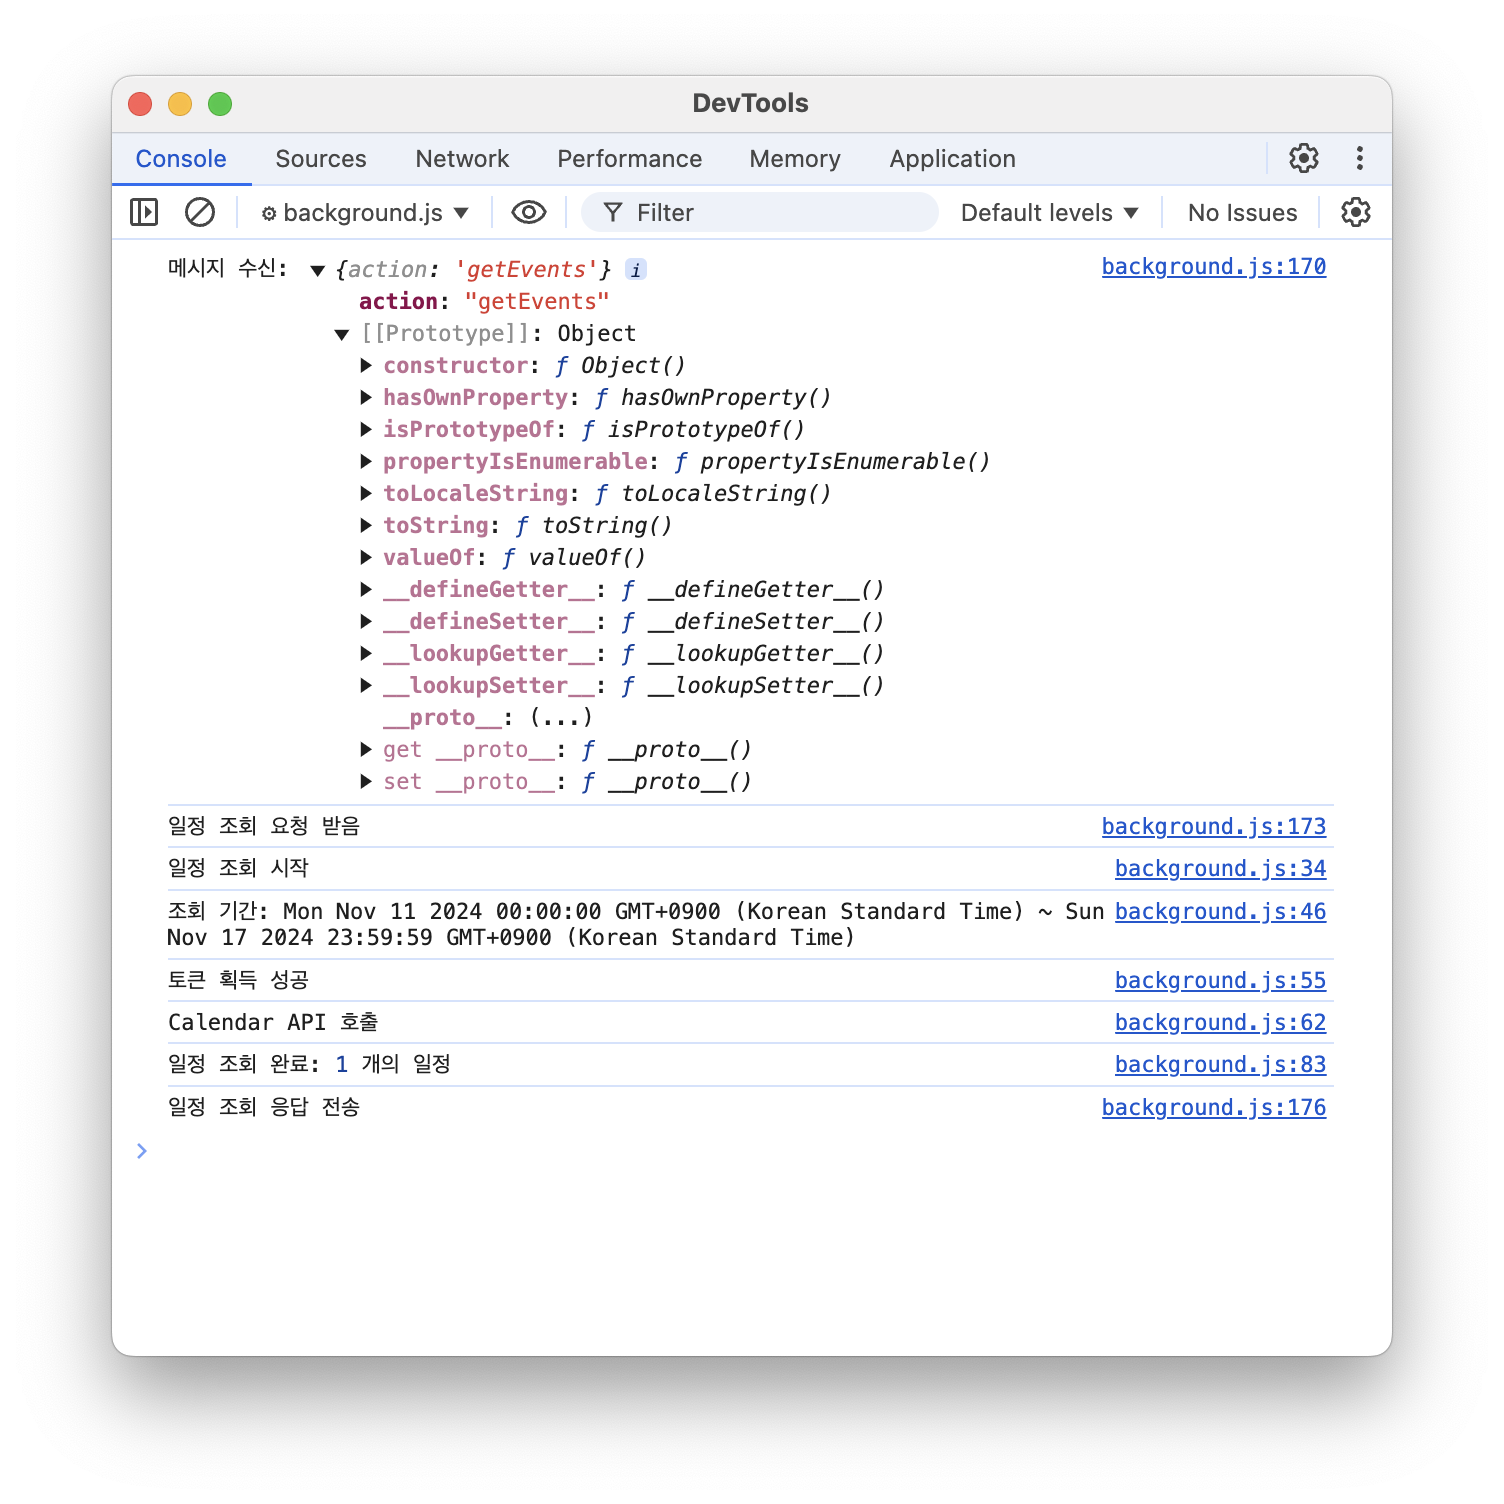 DevTools
Console Sources Network Performance Memory Application
background.js Filter Default levels No Issues
메시지 수신: {action: 'getEvents'} i background.js:170
action: "getEvents"
[[Prototype]]: Object
constructor: ƒ Object()
hasOwnProperty: ƒ hasOwnProperty()
isPrototypeOf: ƒ isPrototypeOf()
propertyIsEnumerable: ƒ propertyIsEnumerable()
toLocaleString: ƒ toLocaleString()
toString: ƒ toString()
valueOf: ƒ valueOf()
__defineGetter__: ƒ __defineGetter__()
__defineSetter__: ƒ __defineSetter__()
__lookupGetter__: ƒ __lookupGetter__()
__lookupSetter__: ƒ __lookupSetter__()
__proto__: (...)
get __proto__: ƒ __proto__()
set __proto__: ƒ __proto__()
일정 조회 요청 받음 background.js:173
일정 조회 시작 background.js:34
조회 기간: Mon Nov 11 2024 00:00:00 GMT+0900 (Korean Standard Time) ~ Sun background.js:46
Nov 17 2024 23:59:59 GMT+0900 (Korean Standard Time)
토큰 획득 성공 background.js:55
Calendar API 호출 background.js:62
일정 조회 완료: 1 개의 일정 background.js:83
일정 조회 응답 전송 background.js:176